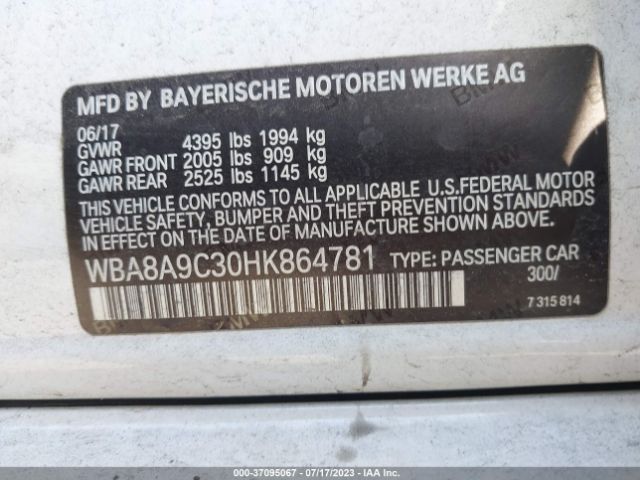 MFD BY BAYERISCHE MOTOREN WERKE AG
06/17
GVWR 4395 lbs 1994 kg
GAWR FRONT 2005 lbs 909 kg
GAWR REAR 2525 lbs 1145 kg
THIS VEHICLE CONFORMS TO ALL APPLICABLE U.S.FEDERAL MOTOR
VEHICLE SAFETY, BUMPER AND THEFT PREVENTION STANDARDS
IN EFFECT ON THE DATE OF MANUFACTURE SHOWN ABOVE.
WBA8A9C30HK864781 TYPE: PASSENGER CAR
300/
7 315 814
000-37095067 - 07/17/2023 - IAA Inc.